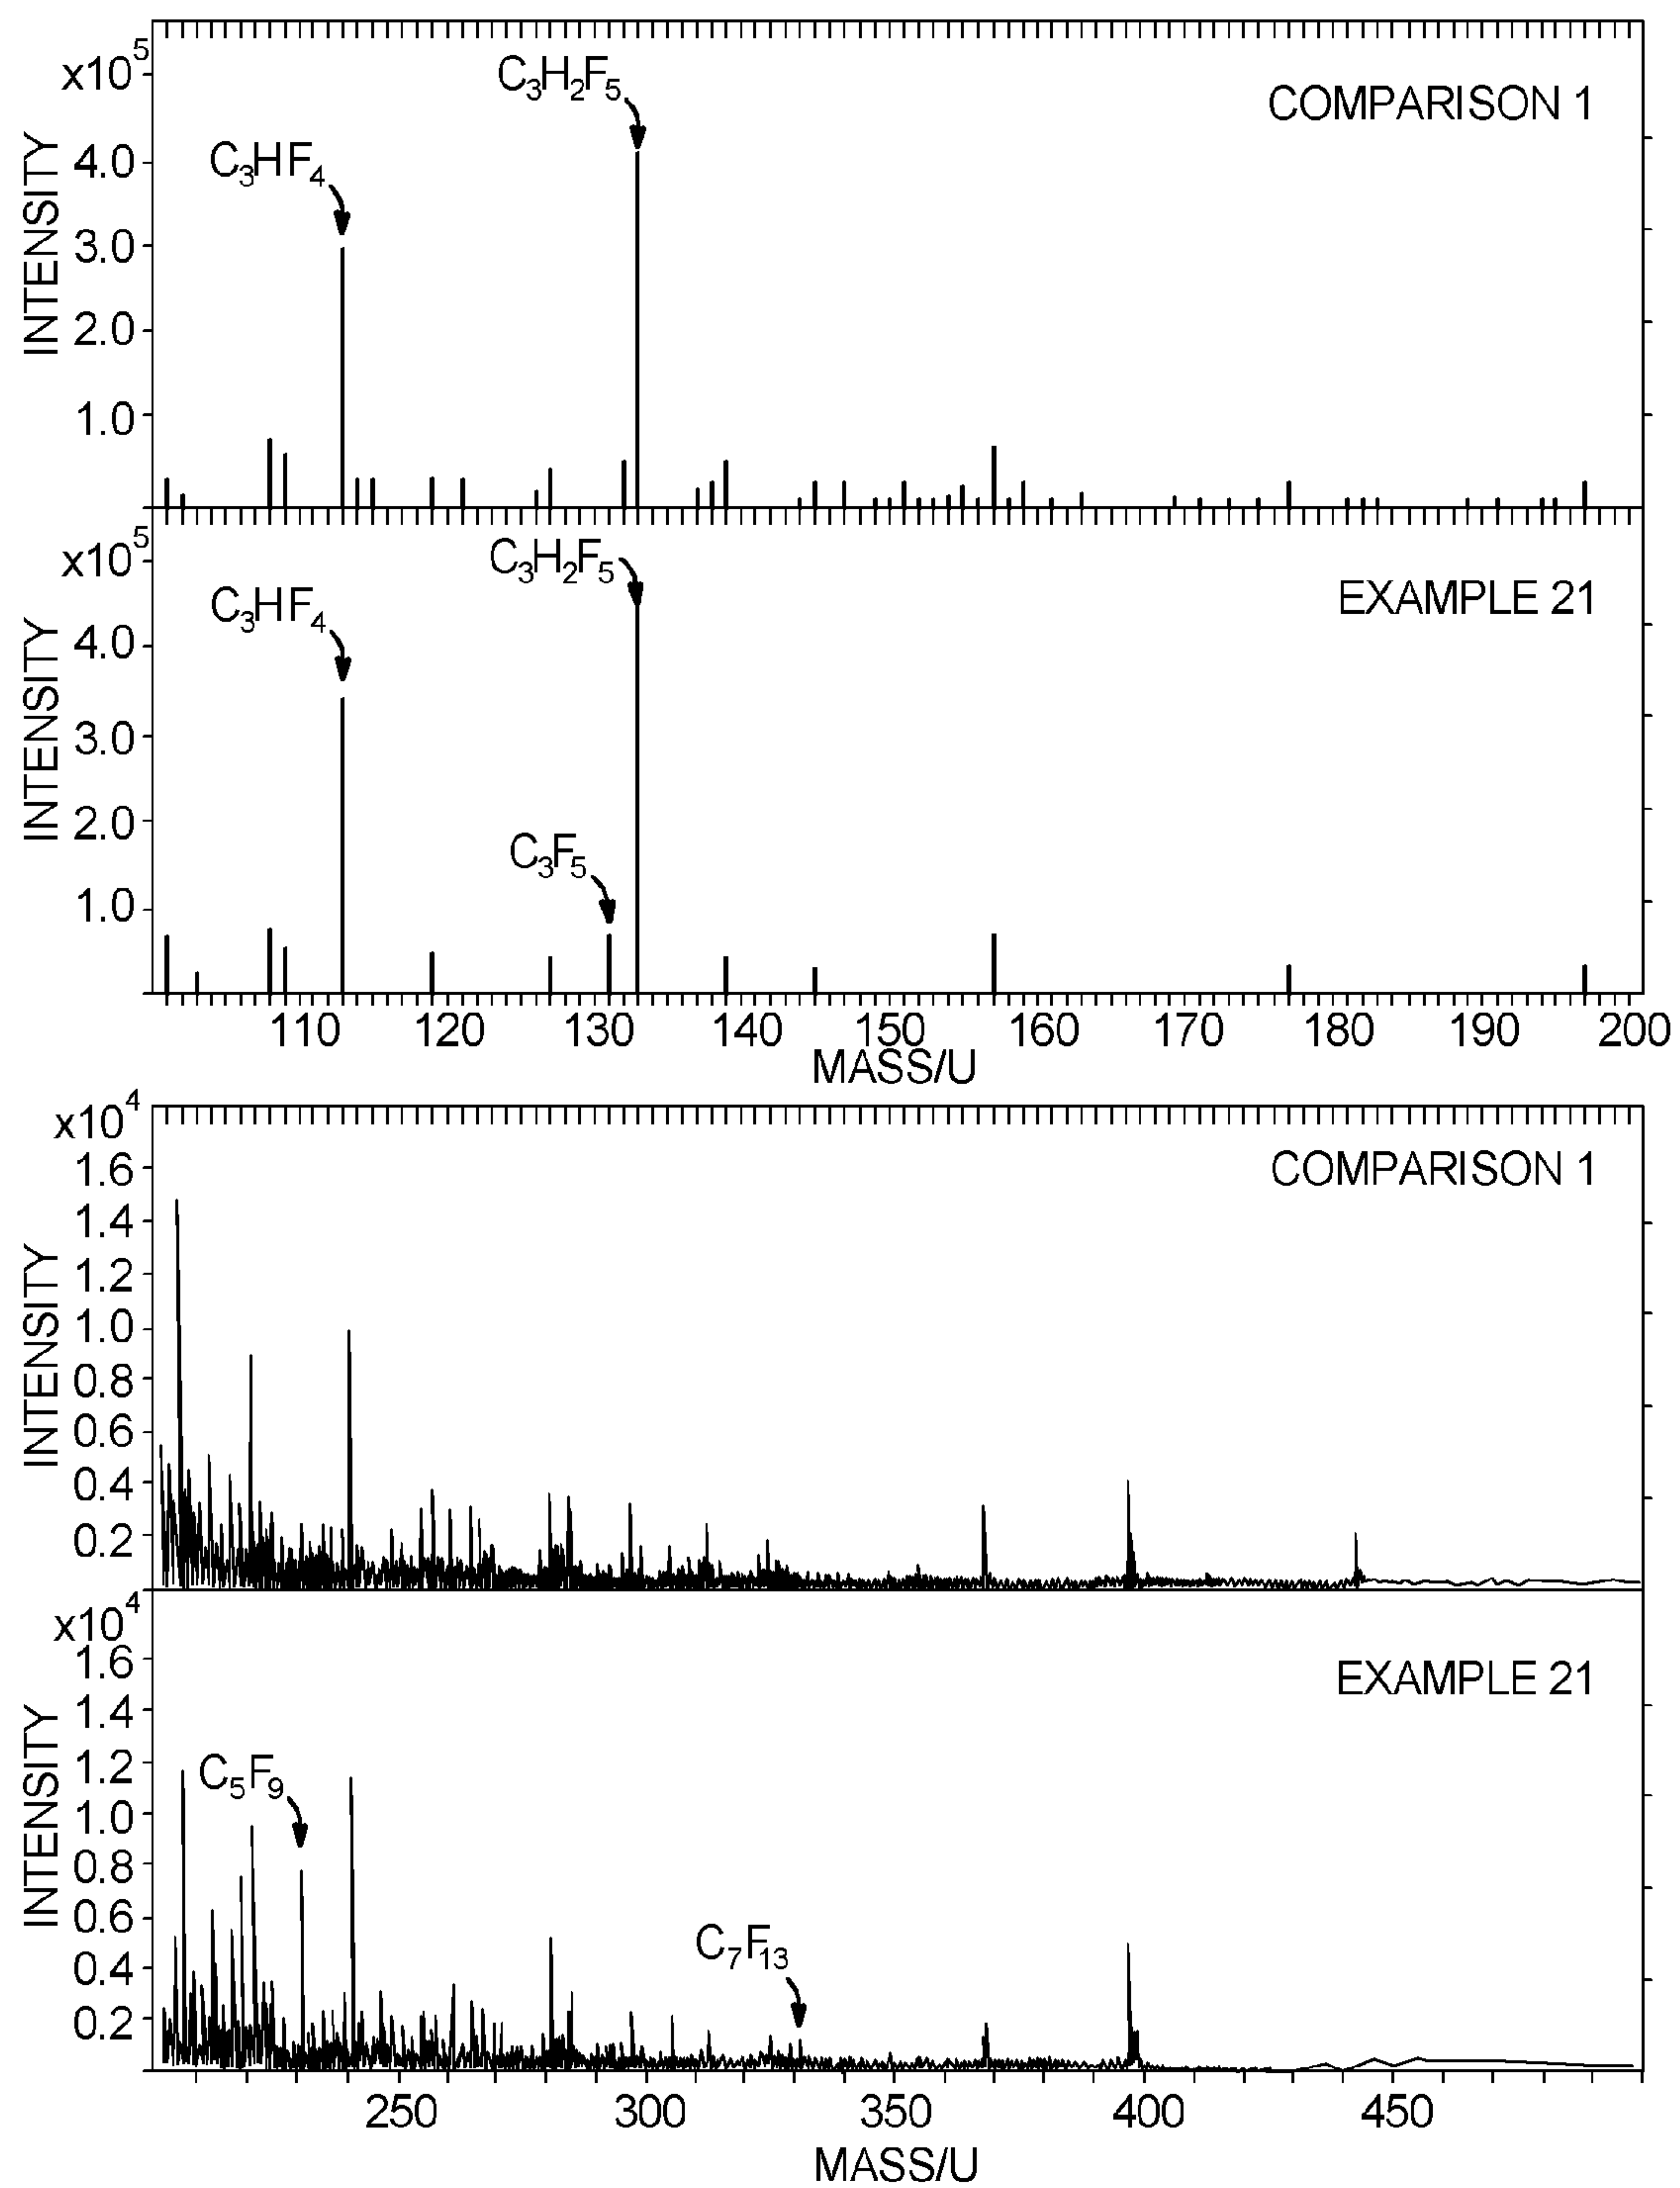 x10^5
C3H2F5
COMPARISON 1
C3HF4
4.0
3.0
2.0
1.0
INTENSITY
x10^5
C3H2F5
EXAMPLE 21
C3HF4
4.0
3.0
2.0
C3F5
1.0
INTENSITY
110 120 130 140 150 160 170 180 190 200
MASS/U
x10^4
COMPARISON 1
1.6
1.4
1.2
1.0
0.8
0.6
0.4
0.2
INTENSITY
x10^4
EXAMPLE 21
1.6
1.4
1.2
C5F9
1.0
0.8
0.6
C7F13
0.4
0.2
INTENSITY
250 300 350 400 450
MASS/U